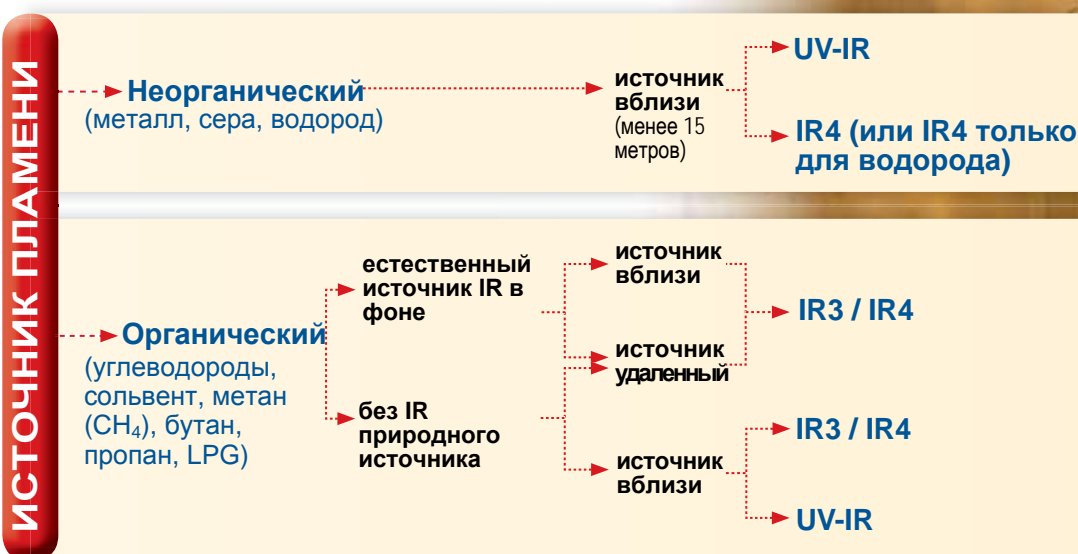 ИСТОЧНИК ПЛАМЕНИ
Неорганический
(металл, сера, водород)
источник
вблизи
(менее 15
метров)
UV-IR
IR4 (или IR4 только
для водорода)
Органический
(углеводороды,
сольвент, метан
(CH₄), бутан,
пропан, LPG)
естественный
источник IR в
фоне
без IR
природного
источника
источник
вблизи
источник
удаленный
IR3 / IR4
источник
вблизи
IR3 / IR4
UV-IR